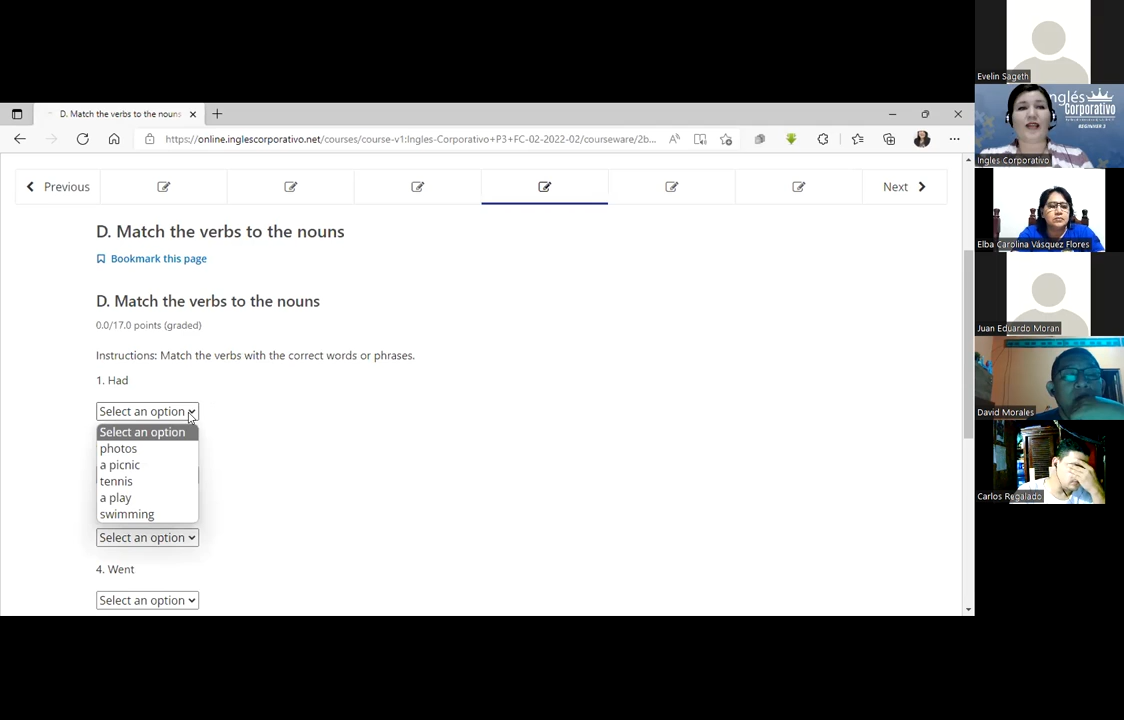 D. Match the verbs to the nouns
https://online.inglescorporativo.net/courses/course-v1:Ingles-Corporativo+P3+FC-02-2022-02/courseware/2b...
Previous
Next
D. Match the verbs to the nouns
Bookmark this page
D. Match the verbs to the nouns
0.0/17.0 points (graded)
Instructions: Match the verbs with the correct words or phrases.
1. Had
Select an option
Select an option
photos
a picnic
tennis
a play
swimming
Select an option
4. Went
Select an option
Evelin Sageth
Inglés
Corporativo
BEGINNER 3
Ingles Corporativo
Elba Carolina Vásquez Flores
Juan Eduardo Moran
David Morales
Carlos Regalado